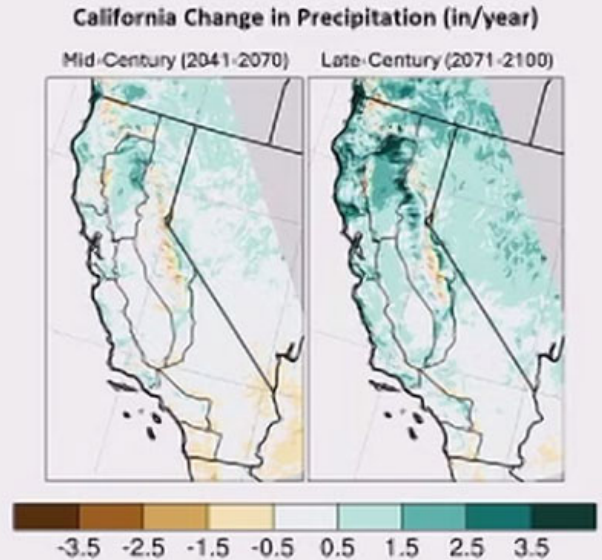 California Change in Precipitation (in/year)
Mid-Century (2041-2070) Late-Century (2071-2100)
-3.5 -2.5 -1.5 -0.5 0.5 1.5 2.5 3.5